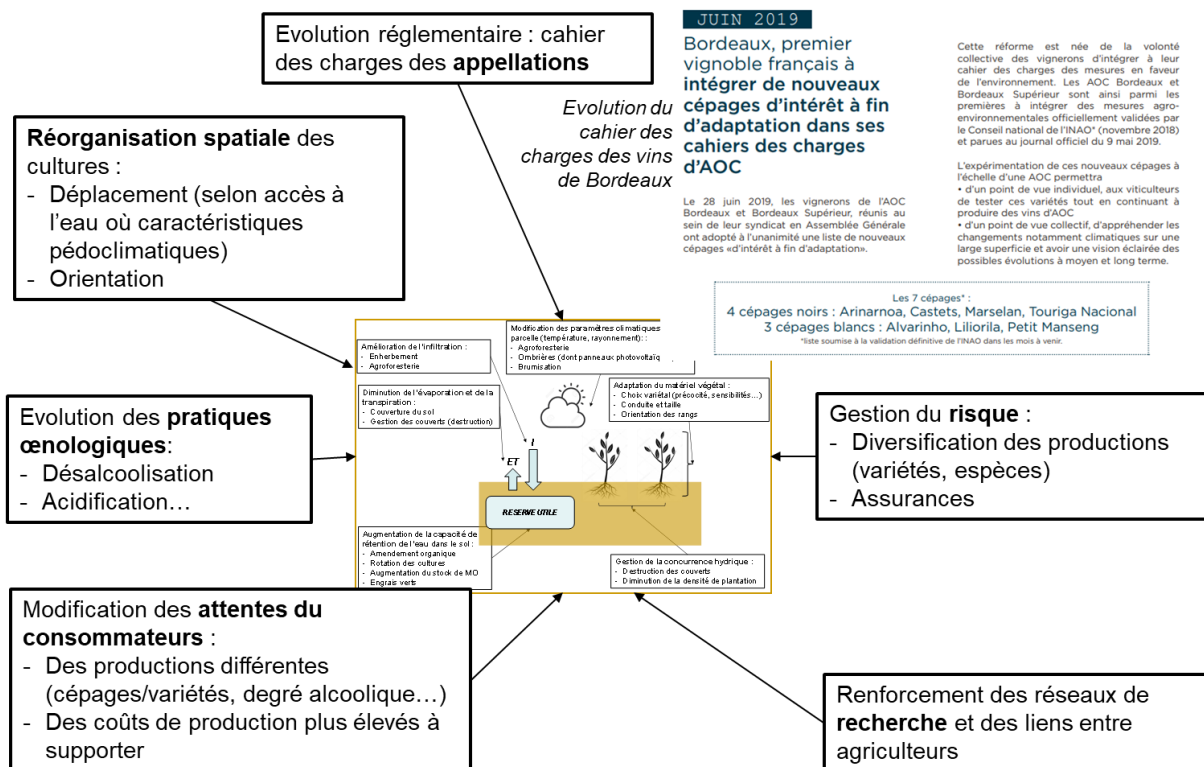 Evolution réglementaire : cahier
des charges des appellations
JUIN 2019
Bordeaux, premier
vignoble français à
intégrer de nouveaux
cépages d'intérêt à fin
d'adaptation dans ses
cahiers des charges
d'AOC
Le 28 juin 2019, les vignerons de l'AOC
Bordeaux et Bordeaux Supérieur, réunis au
sein de leur syndicat en Assemblée Générale
ont adopté à l'unanimité une liste de nouveaux
cépages «d'intérêt à fin d'adaptation».
Cette réforme est née de la volonté
collective des vignerons d'intégrer à leur
cahier des charges des mesures en faveur
de l'environnement. Les AOC Bordeaux et
Bordeaux Supérieur sont ainsi parmi les
premières à intégrer des mesures agro-
environnementales officiellement validées par
le Conseil national de l'INAO* (novembre 2018)
et parues au journal officiel du 9 mai 2019.
L'expérimentation de ces nouveaux cépages à
l'échelle d'une AOC permettra
• d'un point de vue individuel, aux viticulteurs
de tester ces variétés tout en continuant à
produire des vins d'AOC
• d'un point de vue collectif, d'appréhender les
changements notamment climatiques sur une
large superficie et avoir une vision éclairée des
possibles évolutions à moyen et long terme.
Les 7 cépages* :
4 cépages noirs : Arinarnoa, Castets, Marselan, Touriga Nacional
3 cépages blancs : Alvarinho, Liliorila, Petit Manseng
*liste soumise à la validation définitive de l'INAO dans les mois à venir.
Evolution du
cahier des
charges des vins
de Bordeaux
Réorganisation spatiale des
cultures :
- Déplacement (selon accès à
l'eau où caractéristiques
pédoclimatiques)
- Orientation
Amélioration de l'infiltration :
- Enherbement
- Agroforesterie
Modification des paramètres climatiques
parcelle (température, rayonnement): :
- Agroforesterie
- Ombrières (dont panneaux photovoltaïq
- Brumisation
Diminution de l'évaporation et de la
transpiration :
- Couverture du sol
- Gestion des couverts (destruction)
Adaptation du matériel végétal :
- Choix variétal (précocité, sensibilités…)
- Conduite et taille
- Orientation des rangs
I
ET
RESERVE UTILE
Augmentation de la capacité de
rétention de l'eau dans le sol :
- Amendement organique
- Rotation des cultures
- Augmentation du stock de MO
- Engrais verts
Gestion de la concurrence hydrique :
- Destruction des couverts
- Diminution de la densité de plantation
Evolution des pratiques
œnologiques:
- Désalcoolisation
- Acidification…
Gestion du risque :
- Diversification des productions
(variétés, espèces)
- Assurances
Modification des attentes du
consommateurs :
- Des productions différentes
(cépages/variétés, degré alcoolique…)
- Des coûts de production plus élevés à
supporter
Renforcement des réseaux de
recherche et des liens entre
agriculteurs